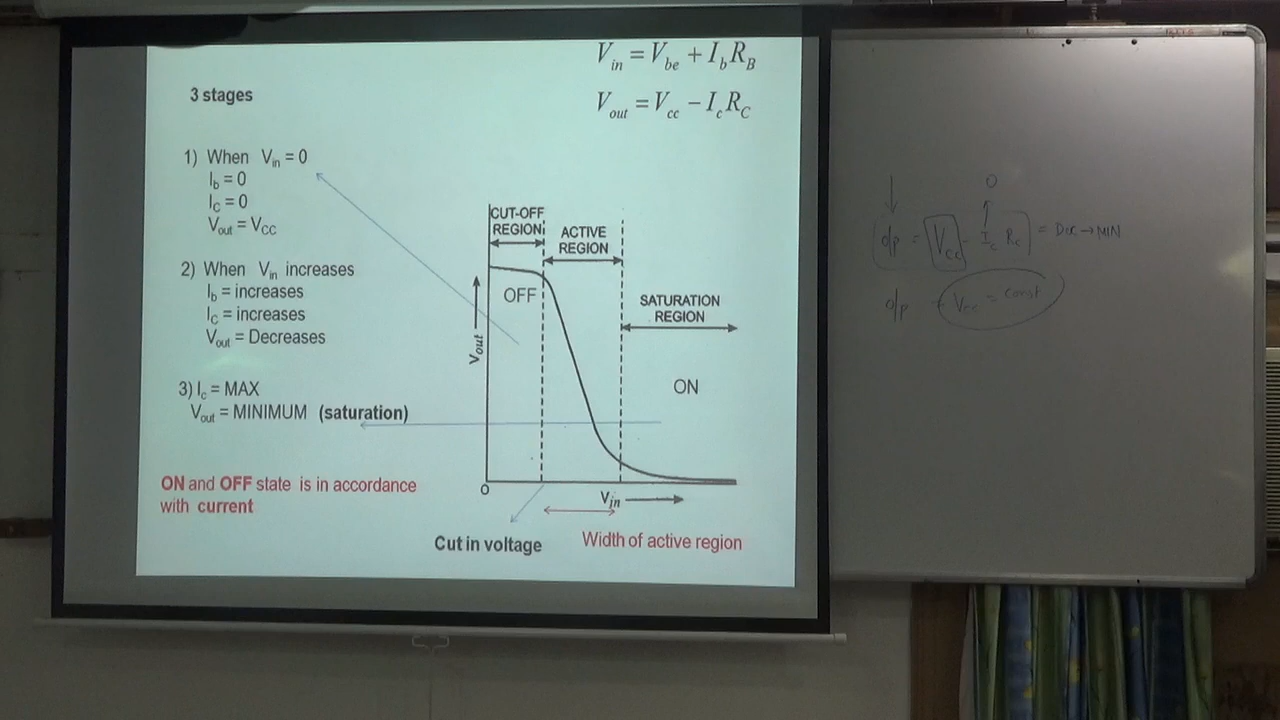 V_in = V_be + I_b R_B
V_out = V_cc − I_c R_C
3 stages
1) When V_in = 0
I_b = 0
I_C = 0
V_out = V_CC
2) When V_in increases
I_b = increases
I_c = increases
V_out = Decreases
3) I_c = MAX
V_out = MINIMUM (saturation)
ON and OFF state is in accordance
with current
CUT-OFF
REGION
ACTIVE
REGION
SATURATION
REGION
OFF
ON
V_out
O
V_in
Cut in voltage
Width of active region
O
o/p = V_cc - I_c R_c = Dec → MIN
o/p = V_cc = const